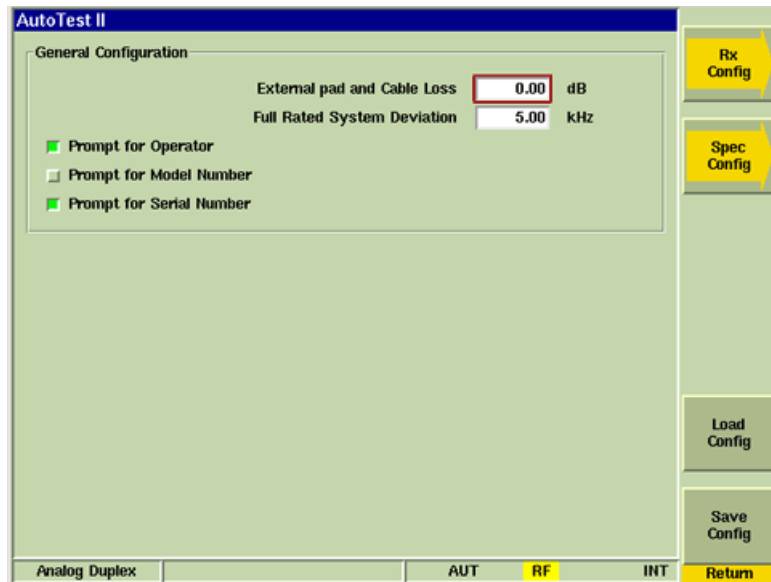 AutoTest II
General Configuration
External pad and Cable Loss 0.00 dB
Full Rated System Deviation 5.00 kHz
Prompt for Operator
Prompt for Model Number
Prompt for Serial Number
Rx
Config
Spec
Config
Load
Config
Save
Config
Analog Duplex AUT RF INT Return